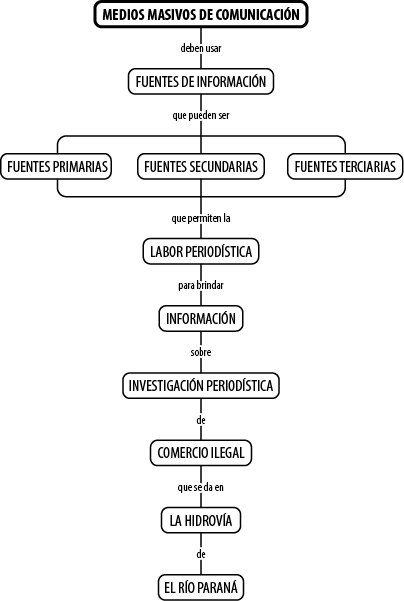 MEDIOS MASIVOS DE COMUNICACIÓN
deben usar
FUENTES DE INFORMACIÓN
que pueden ser
FUENTES PRIMARIAS
FUENTES SECUNDARIAS
FUENTES TERCIARIAS
que permiten la
LABOR PERIODÍSTICA
para brindar
INFORMACIÓN
sobre
INVESTIGACIÓN PERIODÍSTICA
de
COMERCIO ILEGAL
que se da en
LA HIDROVÍA
de
EL RÍO PARANÁ